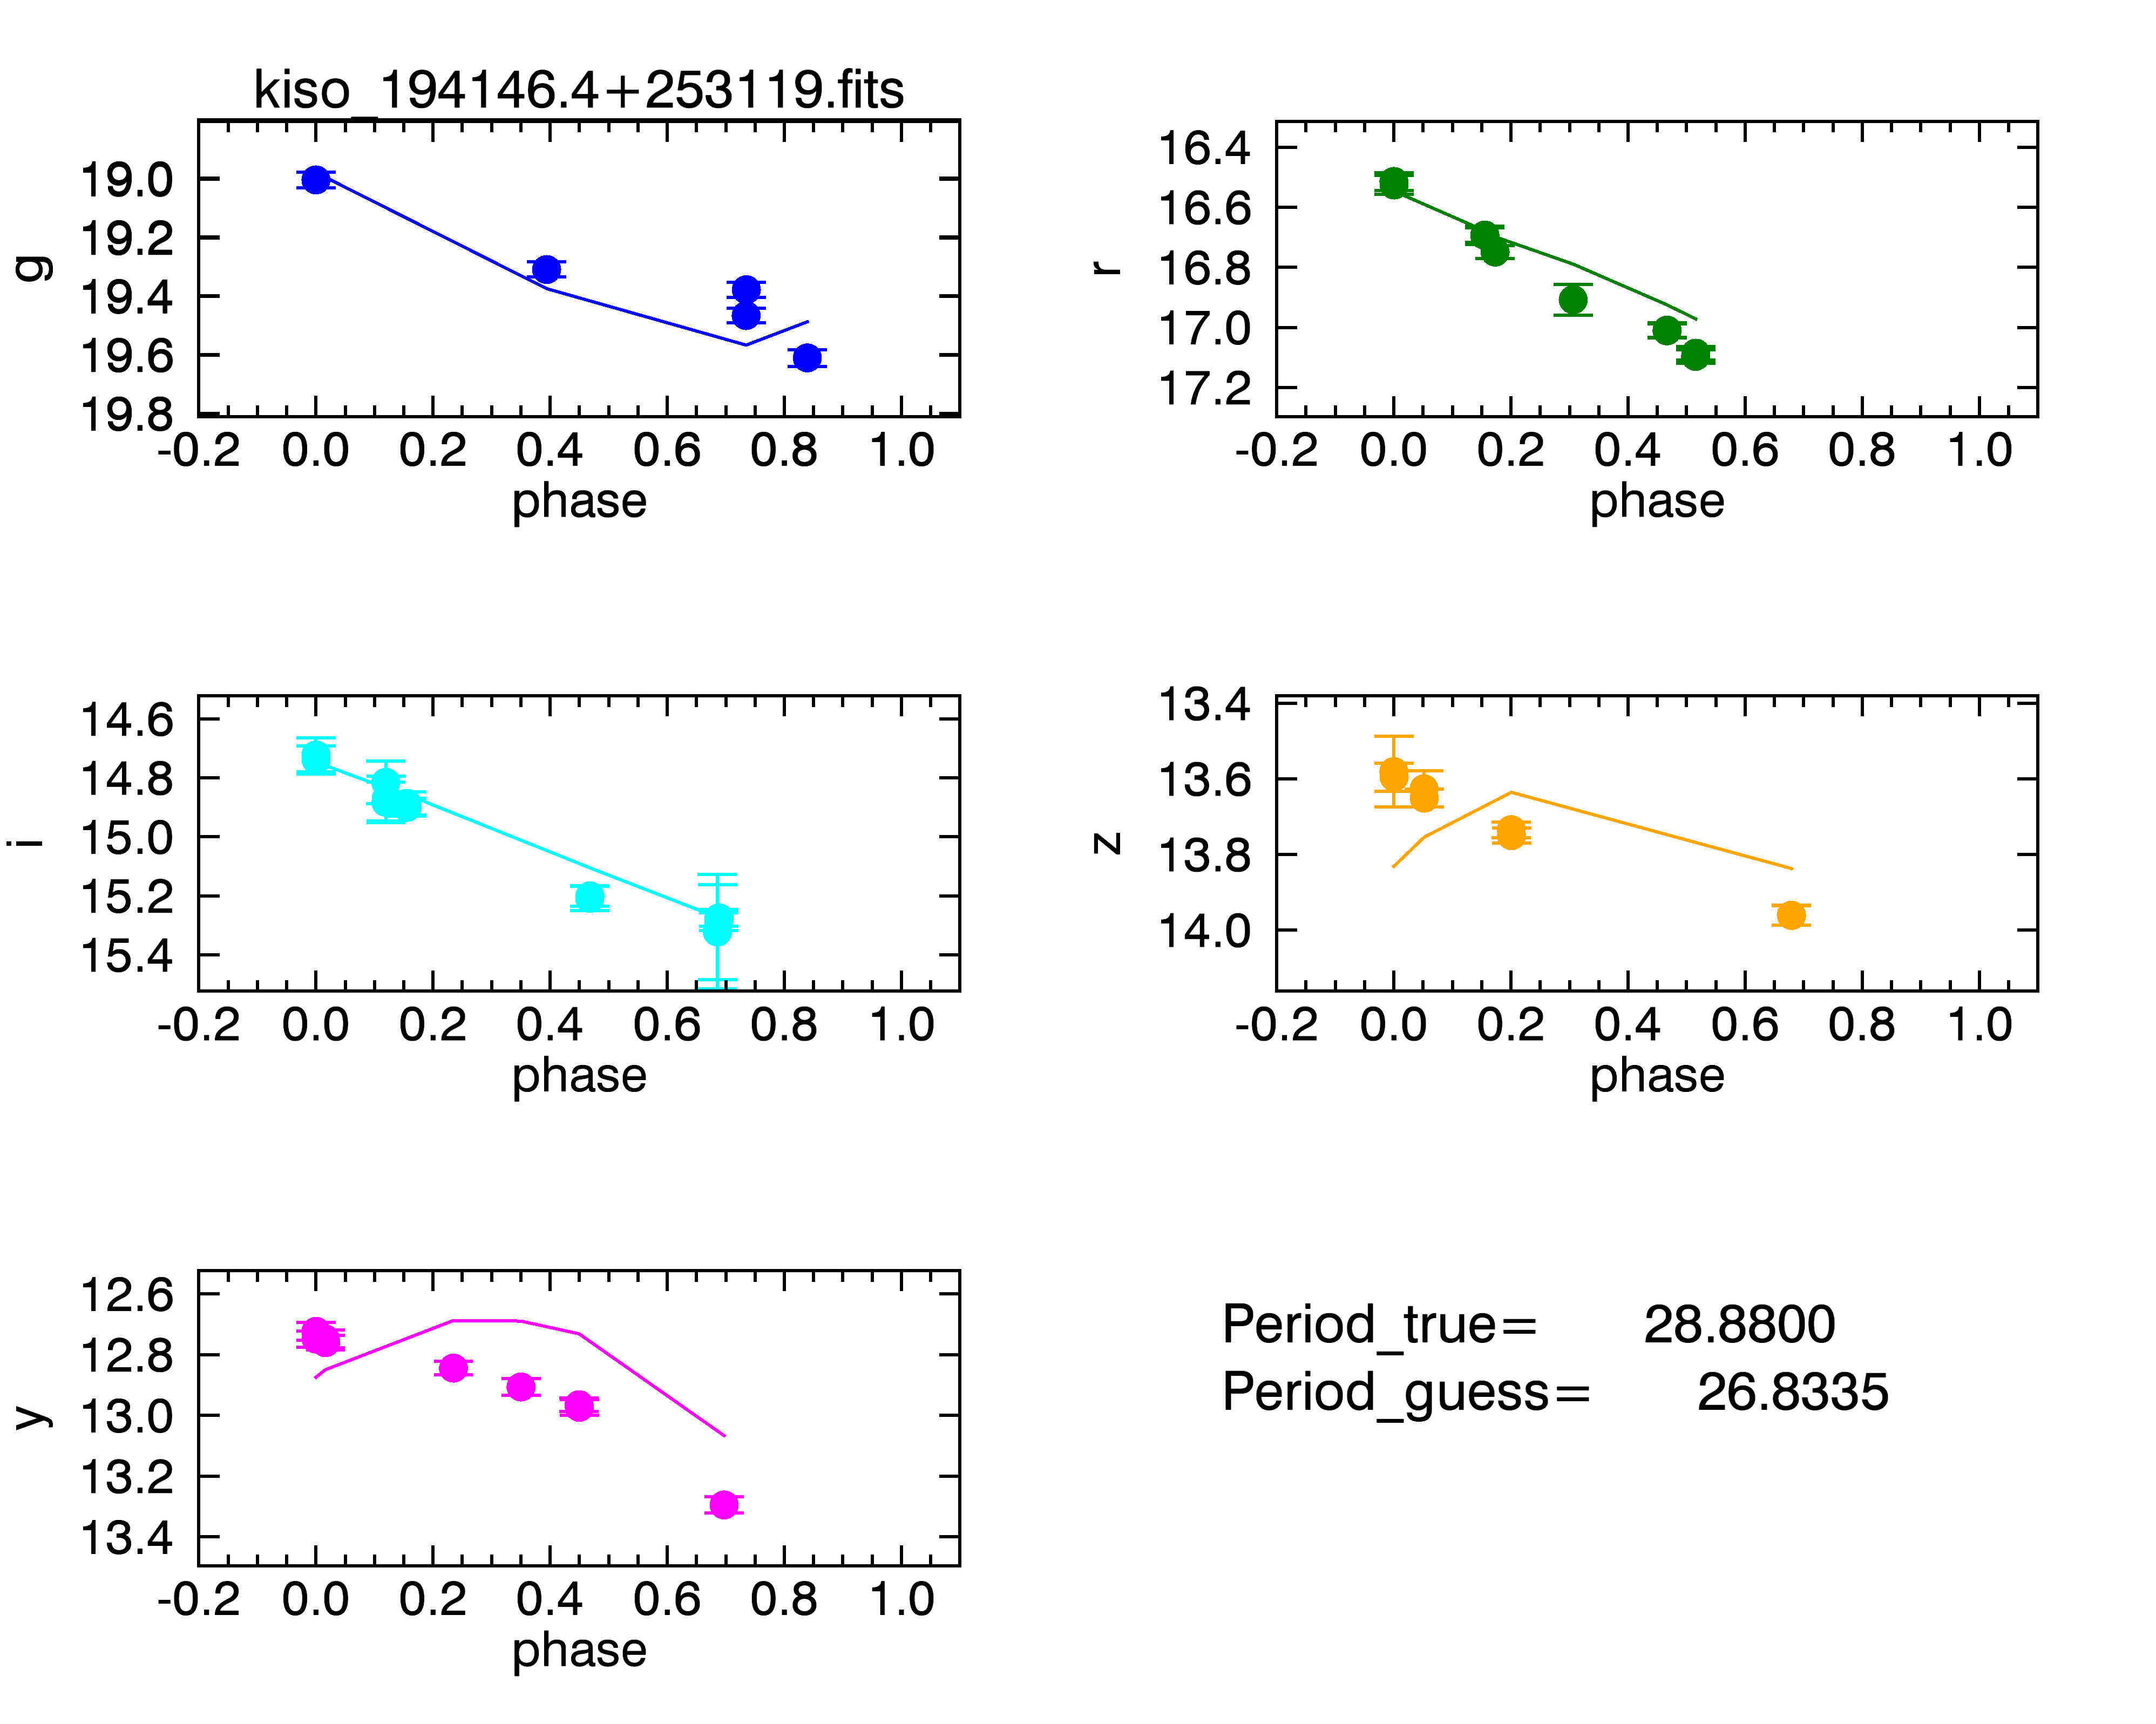 kiso_194146.4+253119.fits
g
19.0
19.2
19.4
19.6
19.8
-0.2 0.0 0.2 0.4 0.6 0.8 1.0
phase
r
16.4
16.6
16.8
17.0
17.2
-0.2 0.0 0.2 0.4 0.6 0.8 1.0
phase
i
14.6
14.8
15.0
15.2
15.4
-0.2 0.0 0.2 0.4 0.6 0.8 1.0
phase
z
13.4
13.6
13.8
14.0
-0.2 0.0 0.2 0.4 0.6 0.8 1.0
phase
y
12.6
12.8
13.0
13.2
13.4
-0.2 0.0 0.2 0.4 0.6 0.8 1.0
phase
Period_true= 28.8800
Period_guess= 26.8335